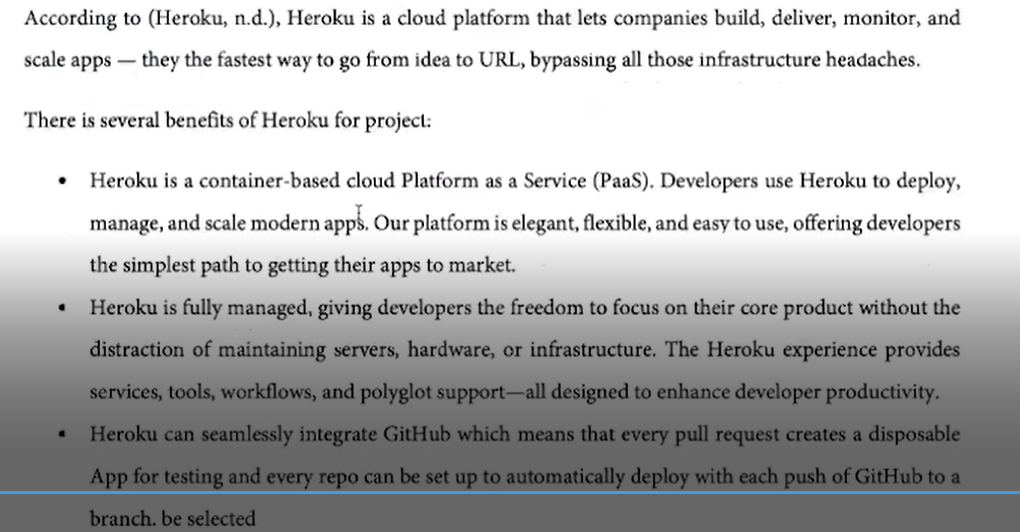 According to (Heroku, n.d.), Heroku is a cloud platform that lets companies build, deliver, monitor, and
scale apps — they the fastest way to go from idea to URL, bypassing all those infrastructure headaches.
There is several benefits of Heroku for project:
• Heroku is a container-based cloud Platform as a Service (PaaS). Developers use Heroku to deploy,
manage, and scale modern apps. Our platform is elegant, flexible, and easy to use, offering developers
the simplest path to getting their apps to market.
• Heroku is fully managed, giving developers the freedom to focus on their core product without the
distraction of maintaining servers, hardware, or infrastructure. The Heroku experience provides
services, tools, workflows, and polyglot support—all designed to enhance developer productivity.
• Heroku can seamlessly integrate GitHub which means that every pull request creates a disposable
App for testing and every repo can be set up to automatically deploy with each push of GitHub to a
branch. be selected